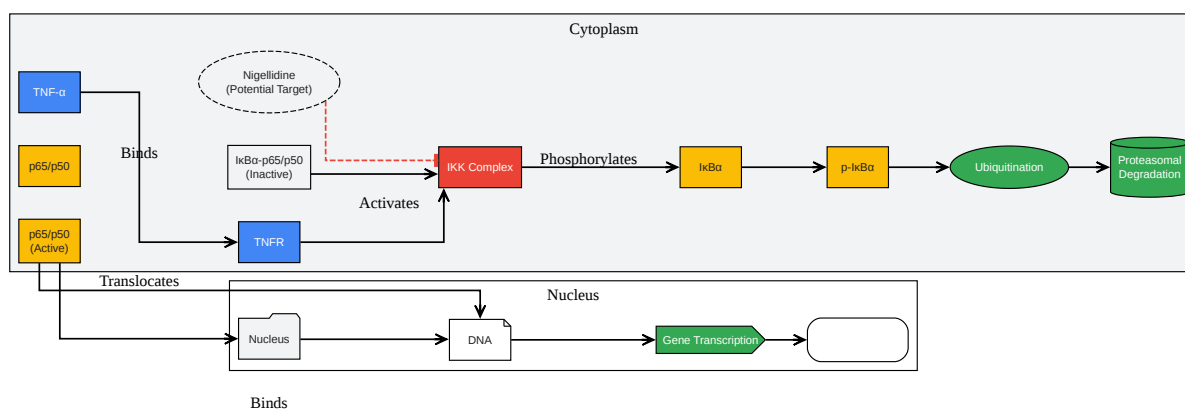 Cytoplasm
Nigellidine
(Potential Target)
TNF-α
Binds
p65/p50
IκBα-p65/p50
(Inactive)
IKK Complex
Phosphorylates
IκBα
p-IκBα
Ubiquitination
Proteasomal
Degradation
Activates
p65/p50
(Active)
TNFR
Translocates
Nucleus
Nucleus
DNA
Gene Transcription
Binds